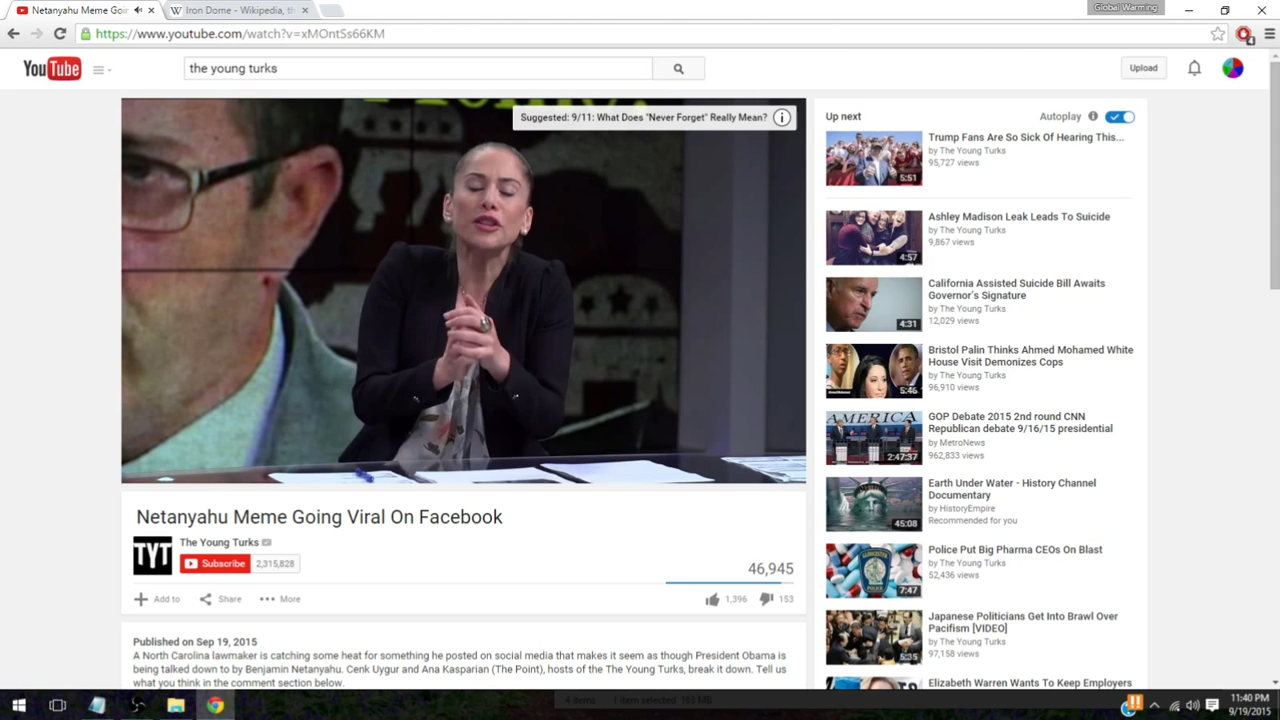 Netanyahu Meme Goi
Iron Dome - Wikipedia, th
Global Warming
https://www.youtube.com/watch?v=xMOntSs66KM
4
YouTube
the young turks
Upload
Suggested: 9/11: What Does "Never Forget" Really Mean?
Netanyahu Meme Going Viral On Facebook
TYT
The Young Turks
Subscribe 2,315,828
46,945
Add to Share More
1,396 153
Published on Sep 19, 2015
A North Carolina lawmaker is catching some heat for something he posted on social media that makes it seem as though President Obama is
being talked down to by Benjamin Netanyahu. Cenk Uygur and Ana Kasparian (The Point), hosts of the The Young Turks, break it down. Tell us
what you think in the comment section below.
Up next
Autoplay
Trump Fans Are So Sick Of Hearing This...
by The Young Turks
95,727 views
5:51
Ashley Madison Leak Leads To Suicide
by The Young Turks
9,867 views
4:57
California Assisted Suicide Bill Awaits
Governor's Signature
by The Young Turks
12,029 views
4:31
Bristol Palin Thinks Ahmed Mohamed White
House Visit Demonizes Cops
by The Young Turks
96,910 views
5:46
GOP Debate 2015 2nd round CNN
Republican debate 9/16/15 presidential
by MetroNews
962,833 views
AMERICA
2:47:37
Earth Under Water - History Channel
Documentary
by HistoryEmpire
Recommended for you
45:08
Police Put Big Pharma CEOs On Blast
by The Young Turks
52,436 views
7:47
Japanese Politicians Get Into Brawl Over
Pacifism [VIDEO]
by The Young Turks
97,158 views
5:35
Elizabeth Warren Wants To Keep Employers
4 items 1 item selected 163 MB
11:40 PM
9/19/2015